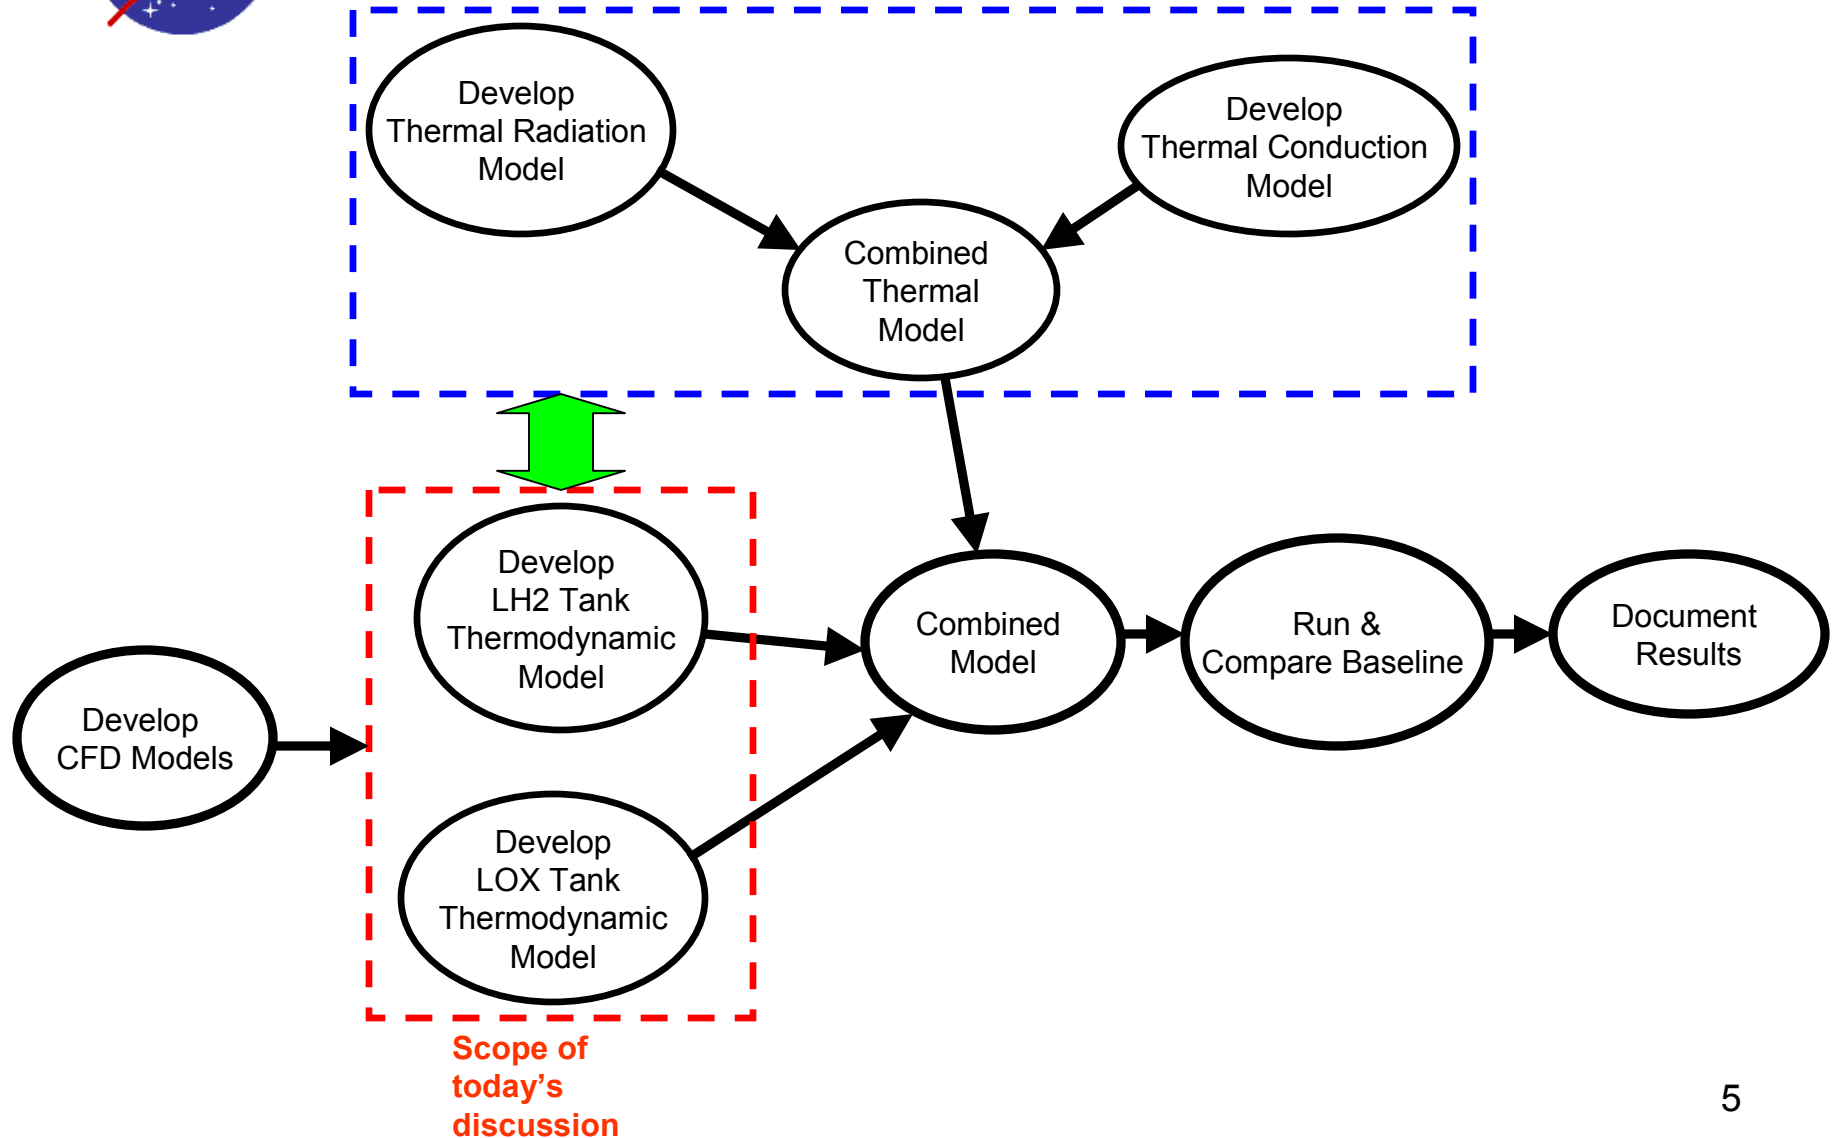 Develop
Thermal Radiation
Model
Develop
Thermal Conduction
Model
Combined
Thermal
Model
Develop
LH2 Tank
Thermodynamic
Model
Combined
Model
Run &
Compare Baseline
Document
Results
Develop
CFD Models
Develop
LOX Tank
Thermodynamic
Model
Scope of
today’s
discussion
5